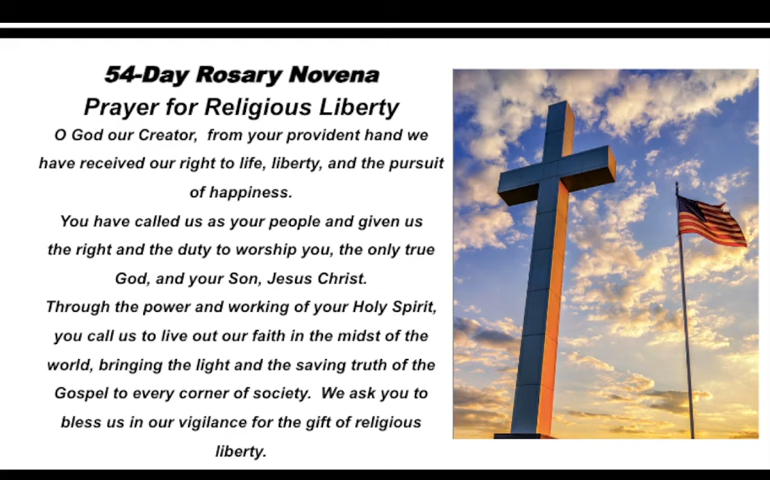 54-Day Rosary Novena
Prayer for Religious Liberty
O God our Creator, from your provident hand we
have received our right to life, liberty, and the pursuit
of happiness.
You have called us as your people and given us
the right and the duty to worship you, the only true
God, and your Son, Jesus Christ.
Through the power and working of your Holy Spirit,
you call us to live out our faith in the midst of the
world, bringing the light and the saving truth of the
Gospel to every corner of society. We ask you to
bless us in our vigilance for the gift of religious
liberty.